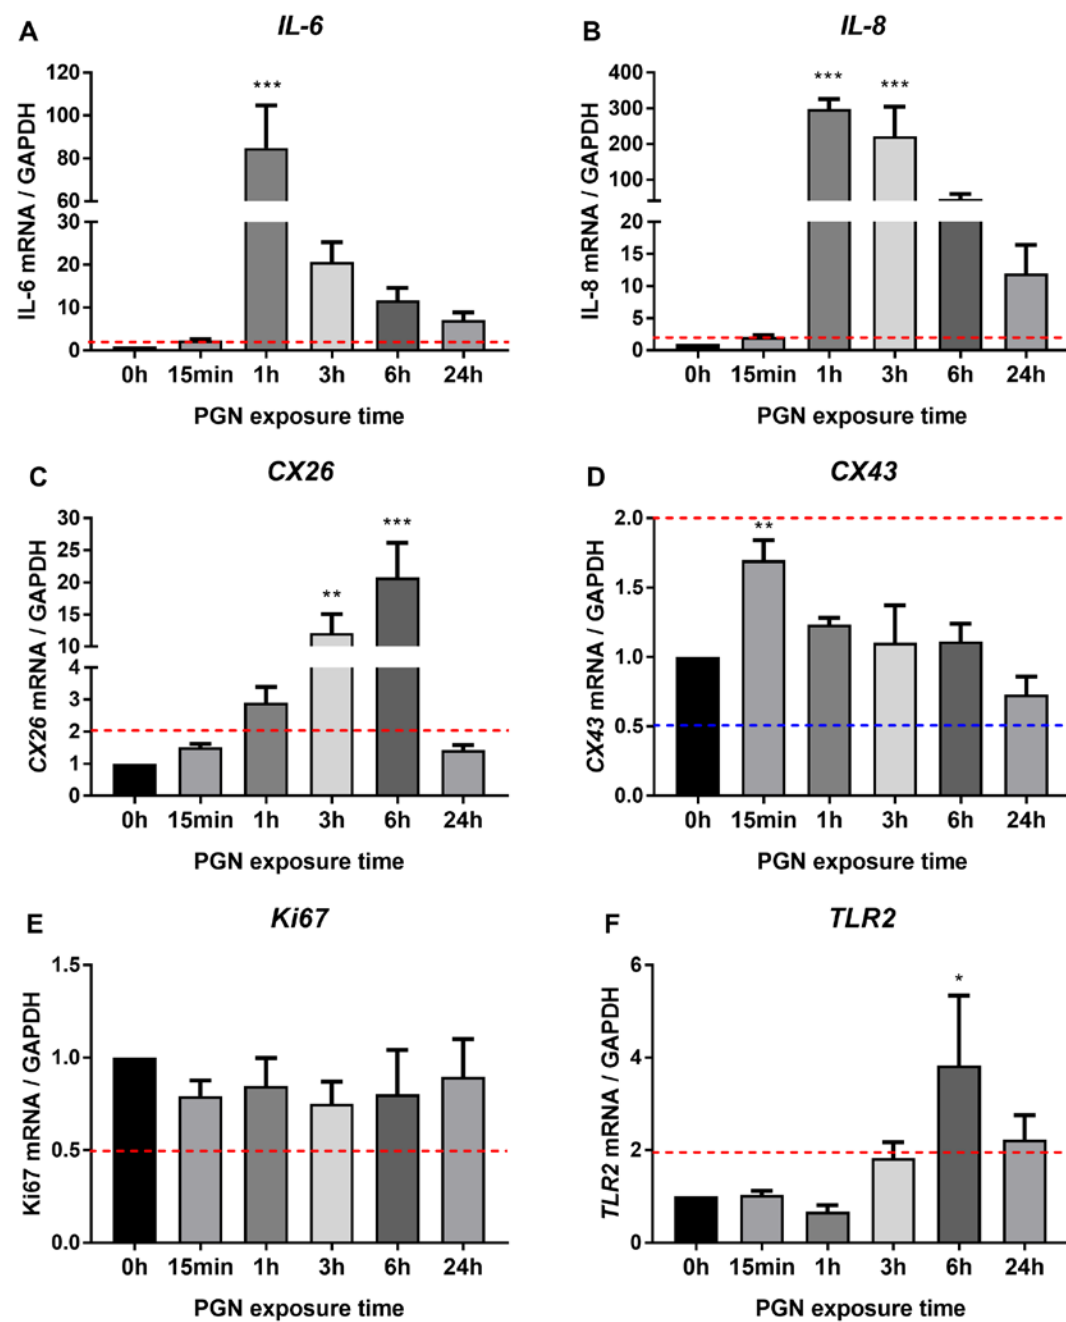 A IL-6
IL-6 mRNA / GAPDH
120
100
80
60
30
20
10
0
***
0h 15min 1h 3h 6h 24h
PGN exposure time
B IL-8
IL-8 mRNA / GAPDH
400
300
200
100
20
15
10
5
0
*** ***
0h 15min 1h 3h 6h 24h
PGN exposure time
C CX26
CX26 mRNA / GAPDH
30
25
20
15
10
4
3
2
1
0
** ***
0h 15min 1h 3h 6h 24h
PGN exposure time
D CX43
CX43 mRNA / GAPDH
2.0
1.5
1.0
0.5
0.0
**
0h 15min 1h 3h 6h 24h
PGN exposure time
E Ki67
Ki67 mRNA / GAPDH
1.5
1.0
0.5
0.0
0h 15min 1h 3h 6h 24h
PGN exposure time
F TLR2
TLR2 mRNA / GAPDH
6
4
2
0
*
0h 15min 1h 3h 6h 24h
PGN exposure time